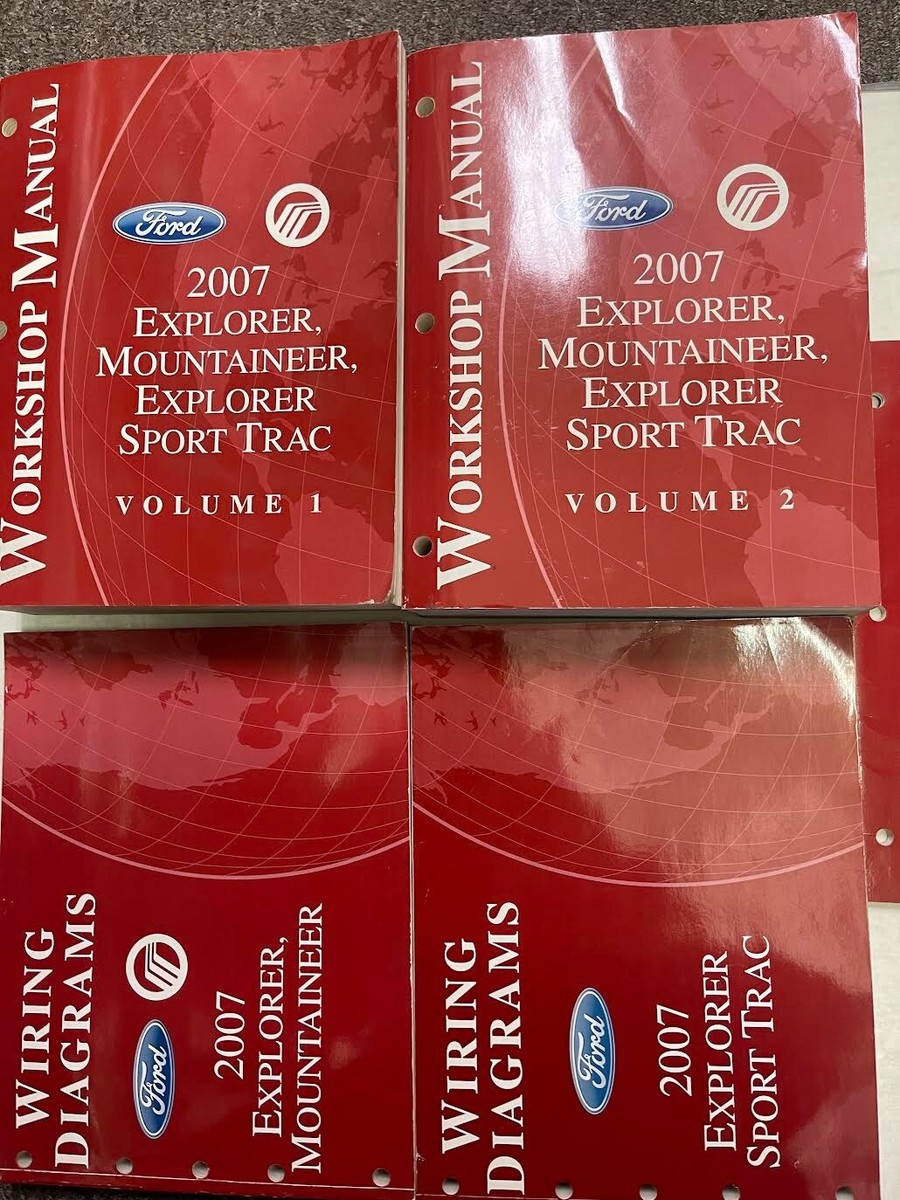 WORKSHOP MANUAL
Ford
2007
EXPLORER,
MOUNTAINEER,
EXPLORER
SPORT TRAC
VOLUME 1
WORKSHOP MANUAL
Ford
2007
EXPLORER,
MOUNTAINEER,
EXPLORER
SPORT TRAC
VOLUME 2
WIRING
DIAGRAMS
Ford
2007
EXPLORER,
MOUNTAINEER
WIRING
DIAGRAMS
Ford
2007
EXPLORER
SPORT TRAC